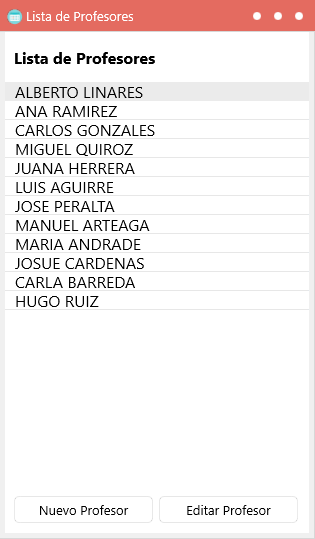 Lista de Profesores
Lista de Profesores
ALBERTO LINARES
ANA RAMIREZ
CARLOS GONZALES
MIGUEL QUIROZ
JUANA HERRERA
LUIS AGUIRRE
JOSE PERALTA
MANUEL ARTEAGA
MARIA ANDRADE
JOSUE CARDENAS
CARLA BARREDA
HUGO RUIZ
Nuevo Profesor Editar Profesor